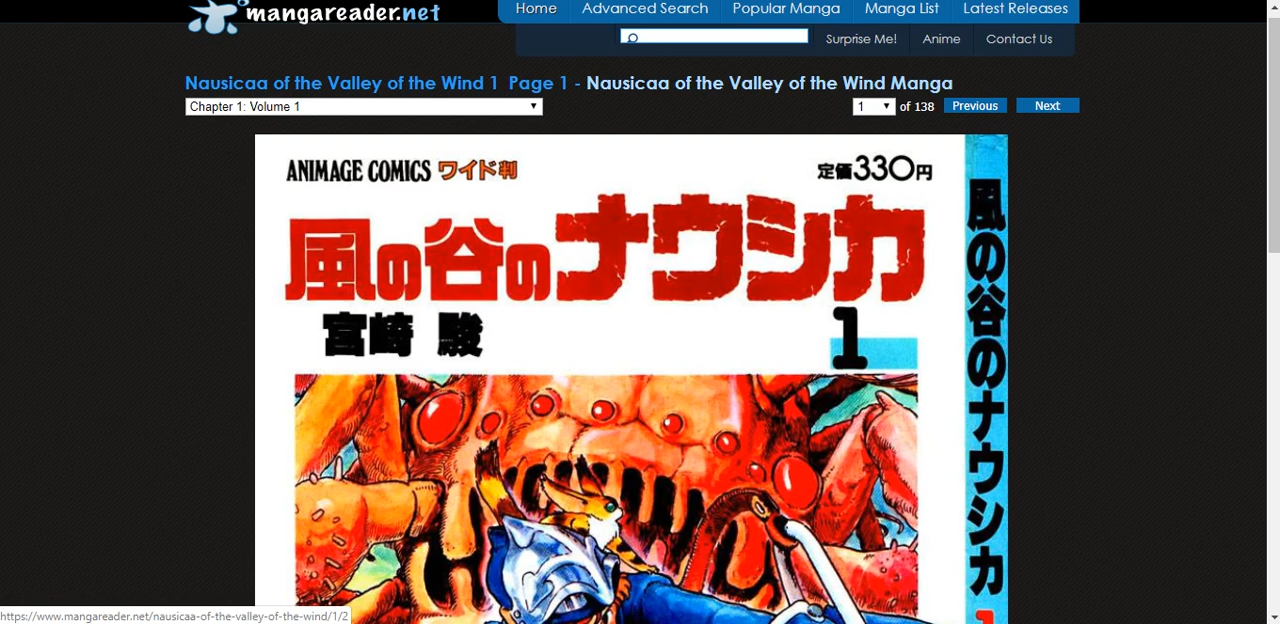 mangareader.net
Home Advanced Search Popular Manga Manga List Latest Releases
Surprise Me! Anime Contact Us
Nausicaa of the Valley of the Wind 1 Page 1 - Nausicaa of the Valley of the Wind Manga
Chapter 1: Volume 1 1 of 138 Previous Next
ANIMAGE COMICS ワイド判 定価330円
風の谷のナウシカ
宮崎 駿
1
風の谷のナウシカ 1
https://www.mangareader.net/nausicaa-of-the-valley-of-the-wind/1/2